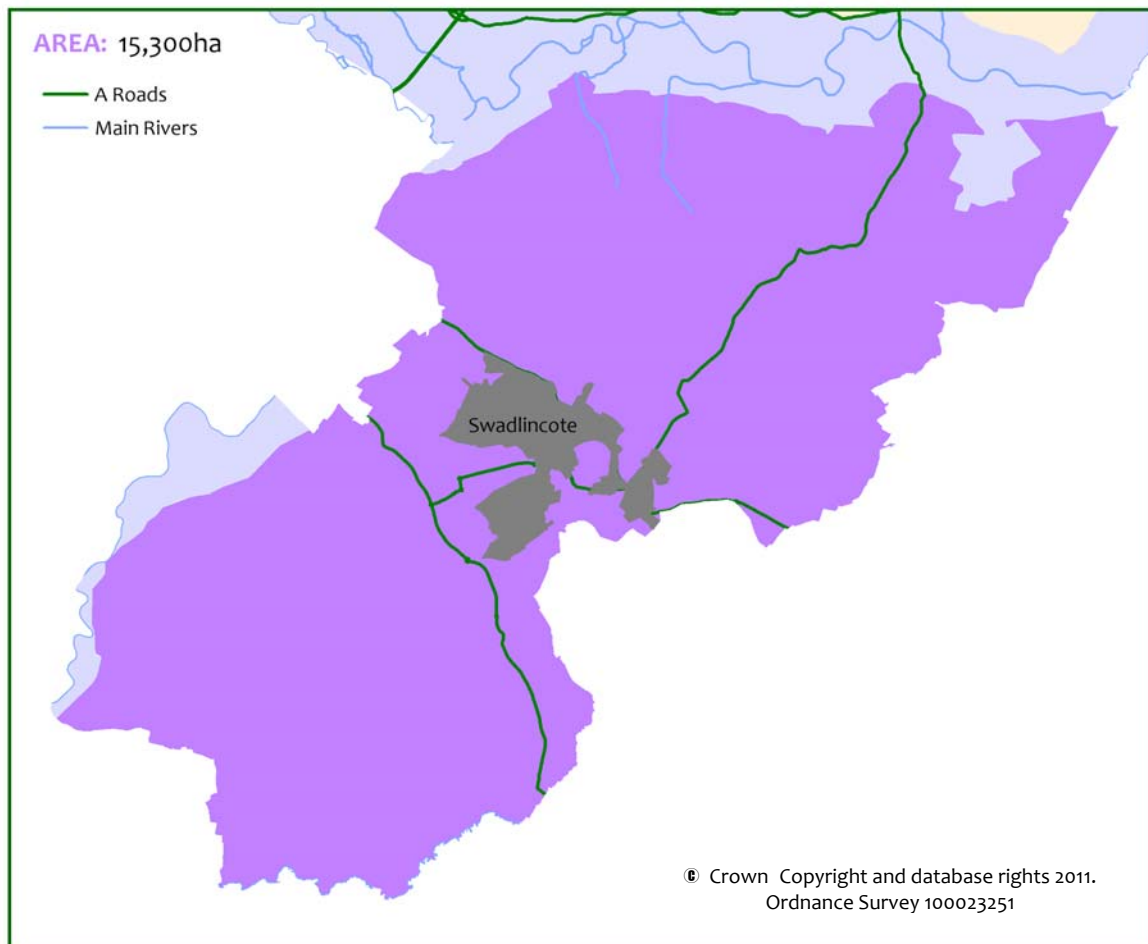 AREA: 15,300ha
A Roads
Main Rivers
Swadlincote
© Crown Copyright and database rights 2011.
Ordnance Survey 100023251